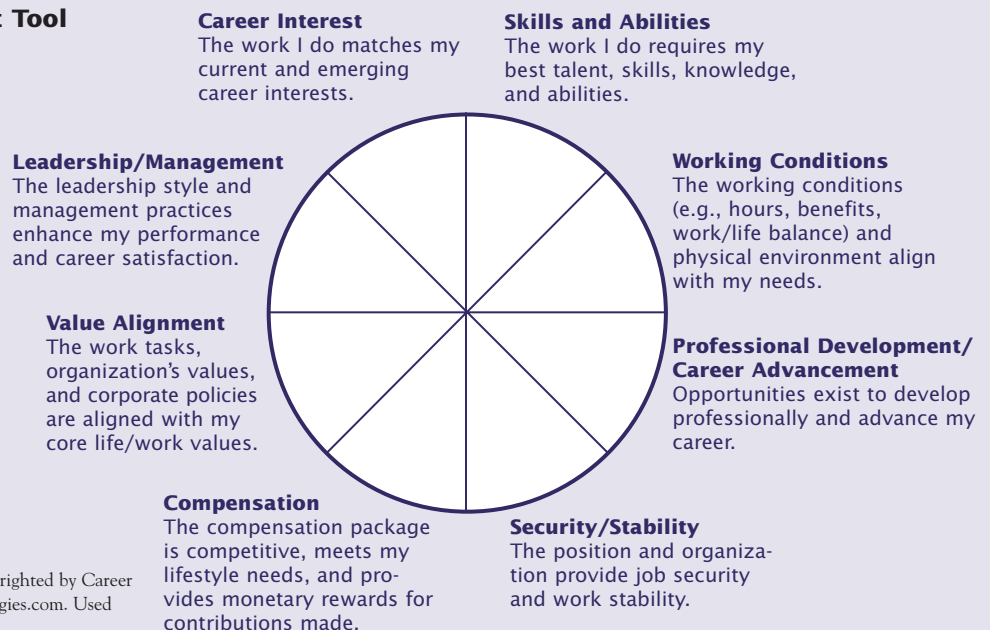 Tool
Career Interest
The work I do matches my
current and emerging
career interests.
Skills and Abilities
The work I do requires my
best talent, skills, knowledge,
and abilities.
Leadership/Management
The leadership style and
management practices
enhance my performance
and career satisfaction.
Working Conditions
The working conditions
(e.g., hours, benefits,
work/life balance) and
physical environment align
with my needs.
Value Alignment
The work tasks,
organization’s values,
and corporate policies
are aligned with my
core life/work values.
Professional Development/
Career Advancement
Opportunities exist to develop
professionally and advance my
career.
Compensation
The compensation package
is competitive, meets my
lifestyle needs, and pro-
vides monetary rewards for
contributions made.
Security/Stability
The position and organiza-
tion provide job security
and work stability.
righted by Career
gies.com. Used